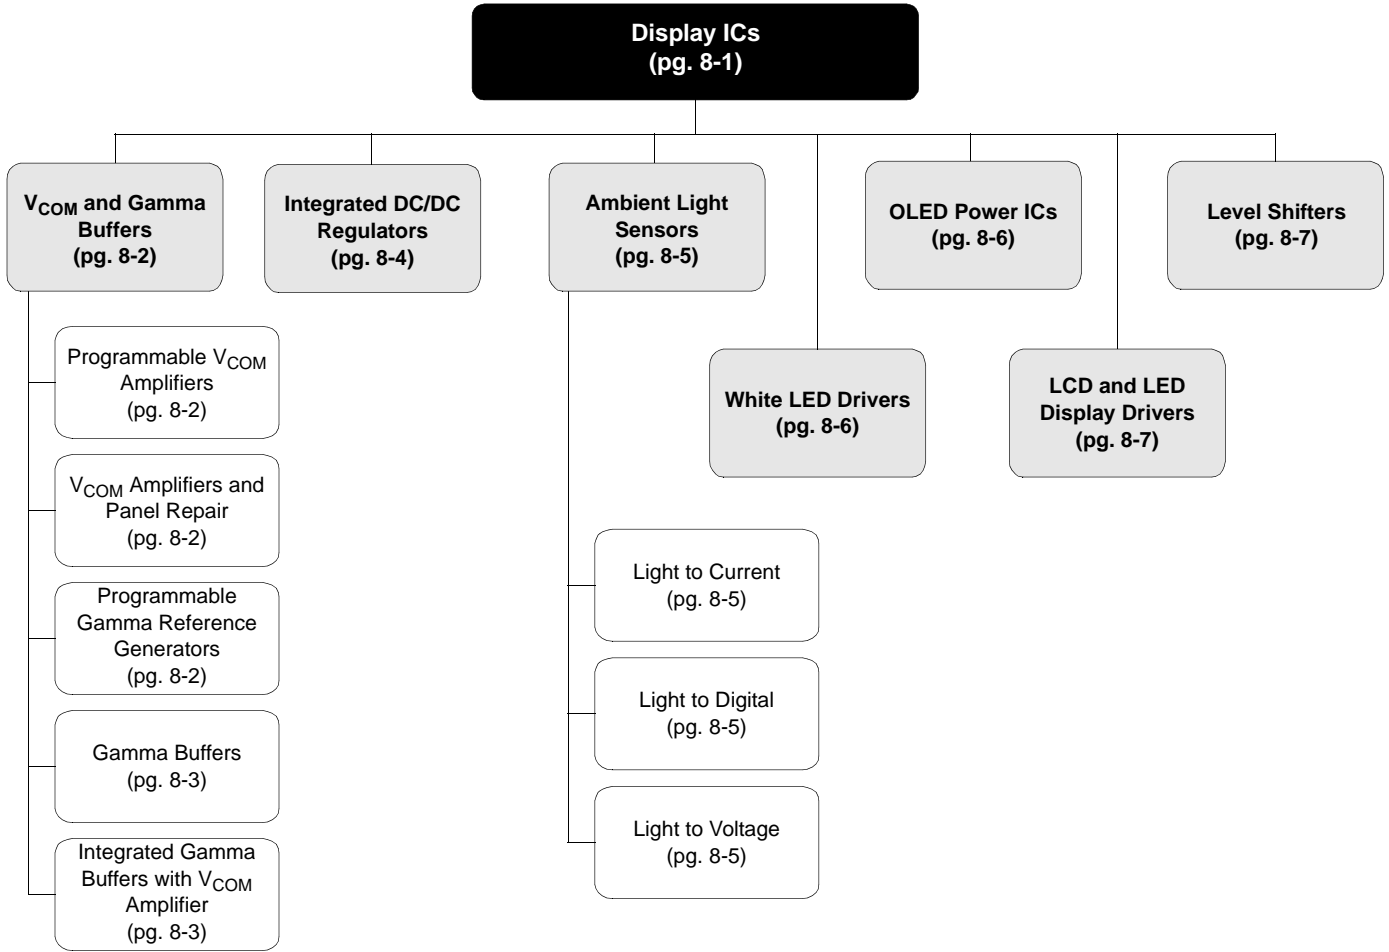 Display ICs
(pg. 8-1)
VCOM and Gamma
Buffers
(pg. 8-2)
Integrated DC/DC
Regulators
(pg. 8-4)
Ambient Light
Sensors
(pg. 8-5)
OLED Power ICs
(pg. 8-6)
Level Shifters
(pg. 8-7)
White LED Drivers
(pg. 8-6)
LCD and LED
Display Drivers
(pg. 8-7)
Programmable VCOM
Amplifiers
(pg. 8-2)
VCOM Amplifiers and
Panel Repair
(pg. 8-2)
Programmable
Gamma Reference
Generators
(pg. 8-2)
Gamma Buffers
(pg. 8-3)
Integrated Gamma
Buffers with VCOM
Amplifier
(pg. 8-3)
Light to Current
(pg. 8-5)
Light to Digital
(pg. 8-5)
Light to Voltage
(pg. 8-5)